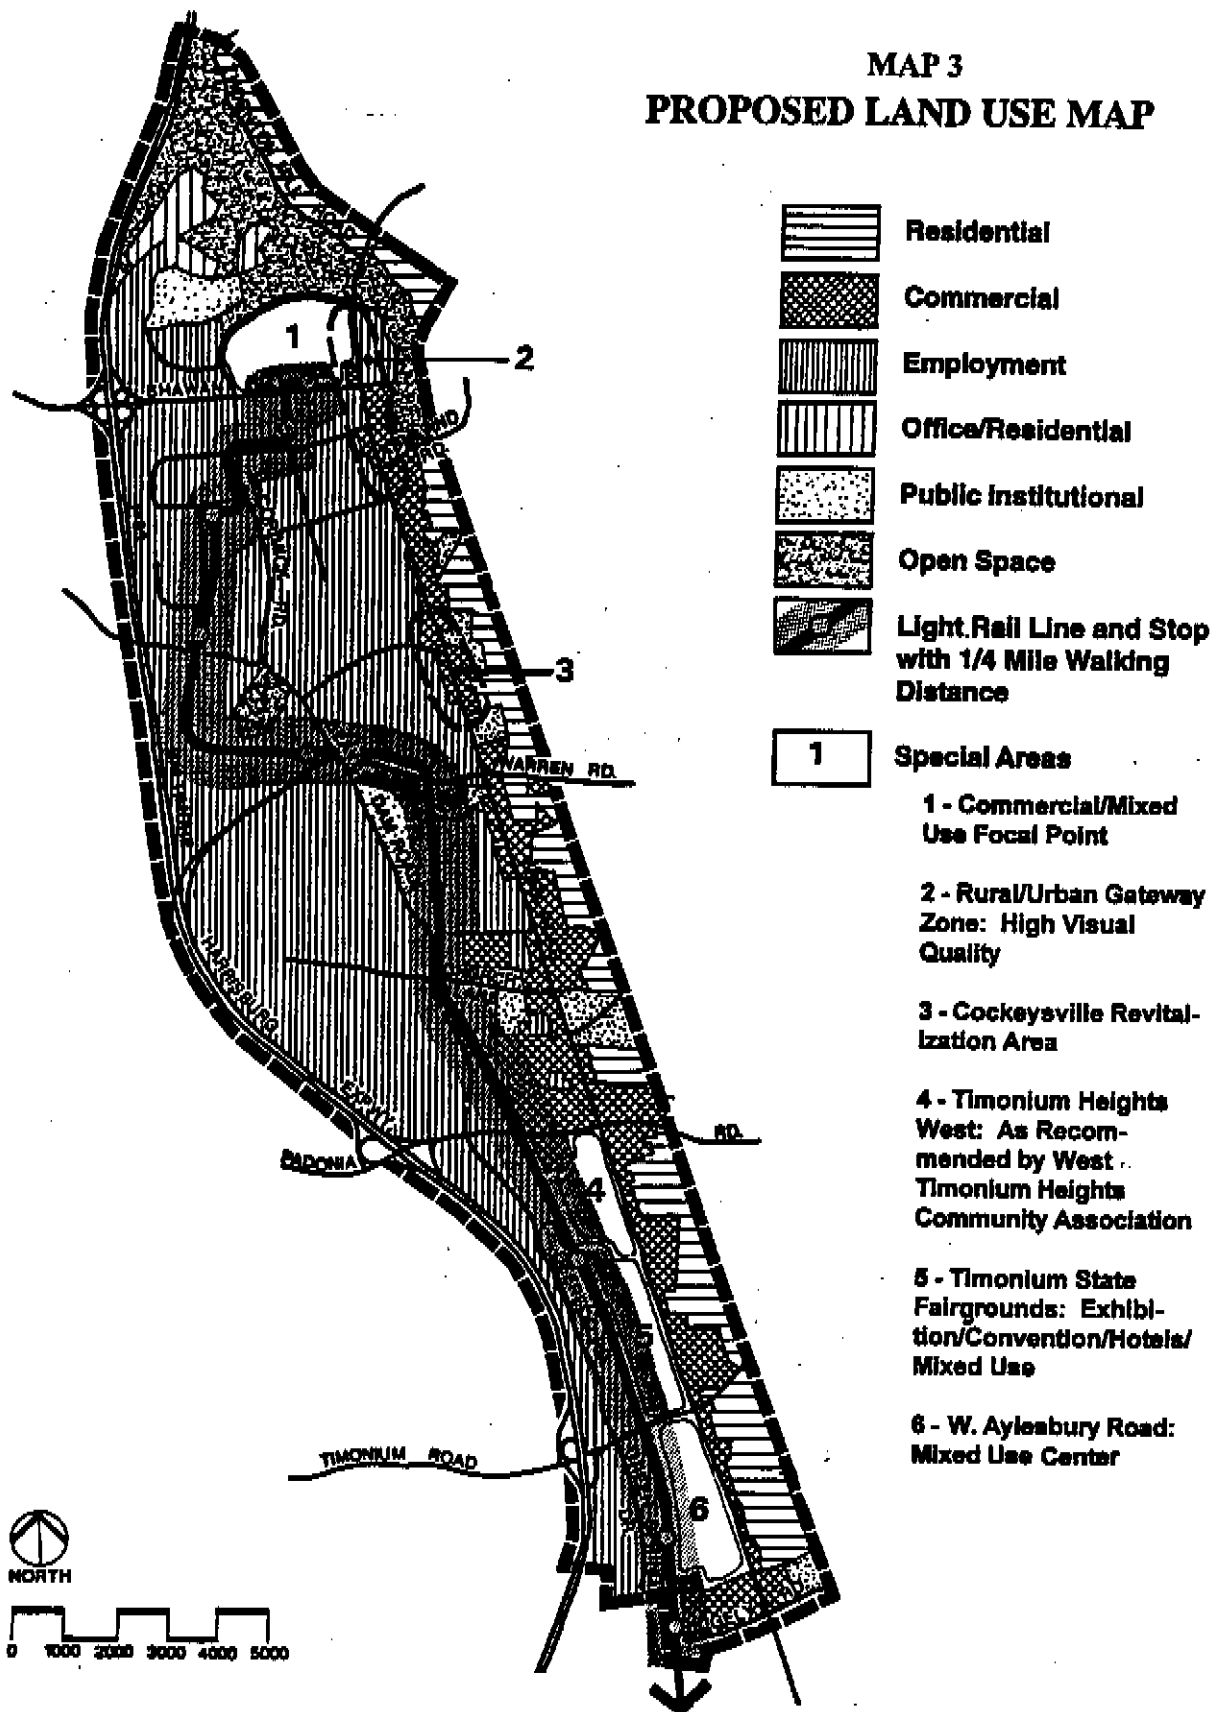 MAP 3
PROPOSED LAND USE MAP
Residential
Commercial
Employment
Office/Residential
Public Institutional
Open Space
Light Rail Line and Stop
with 1/4 Mile Walking
Distance
1
Special Areas
1 - Commercial/Mixed
Use Focal Point
2 - Rural/Urban Gateway
Zone: High Visual
Quality
3 - Cockeysville Revital-
ization Area
4 - Timonium Heights
West: As Recom-
mended by West
Timonium Heights
Community Association
5 - Timonium State
Fairgrounds: Exhibi-
tion/Convention/Hotels/
Mixed Use
6 - W. Aylesbury Road:
Mixed Use Center
1
2
SHAWAN
RD.
3
WARREN RD.
HARRISBURG
EXPWY.
PADONIA
RD.
4
5
TIMONIUM ROAD
6
NORTH
0 1000 2000 3000 4000 5000